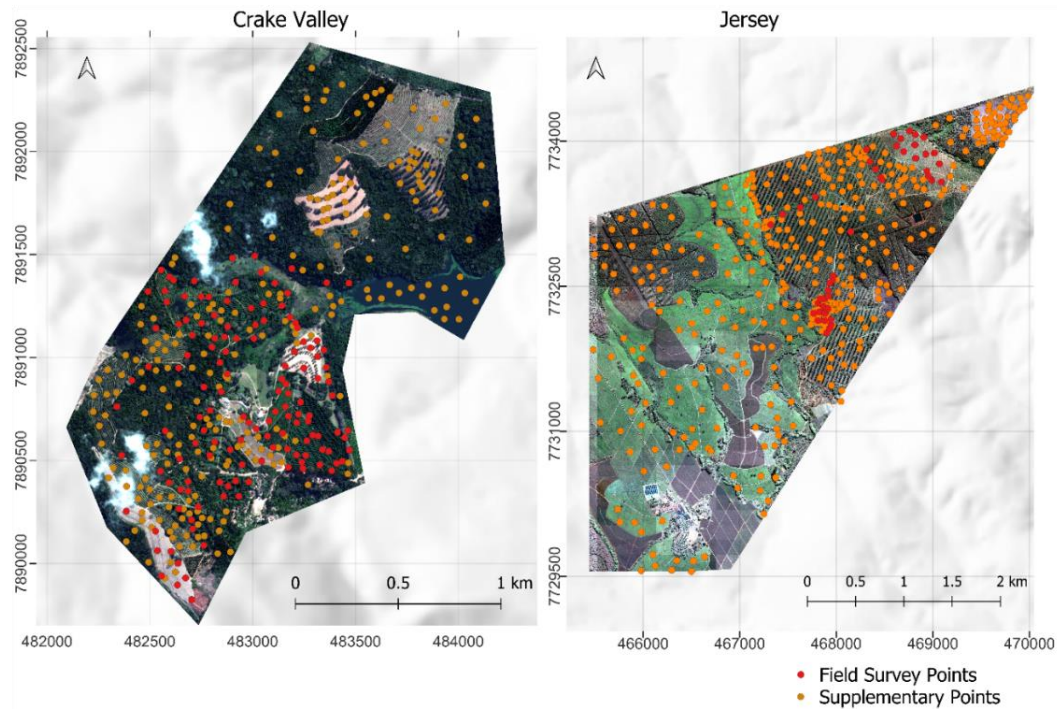 Crake Valley
Jersey
7892500
7892000
7891500
7891000
7890500
7890000
0 0.5 1 km
482000 482500 483000 483500 484000
7734000
7732500
7731000
7729500
0 0.5 1 1.5 2 km
466000 467000 468000 469000 470000
Field Survey Points
Supplementary Points